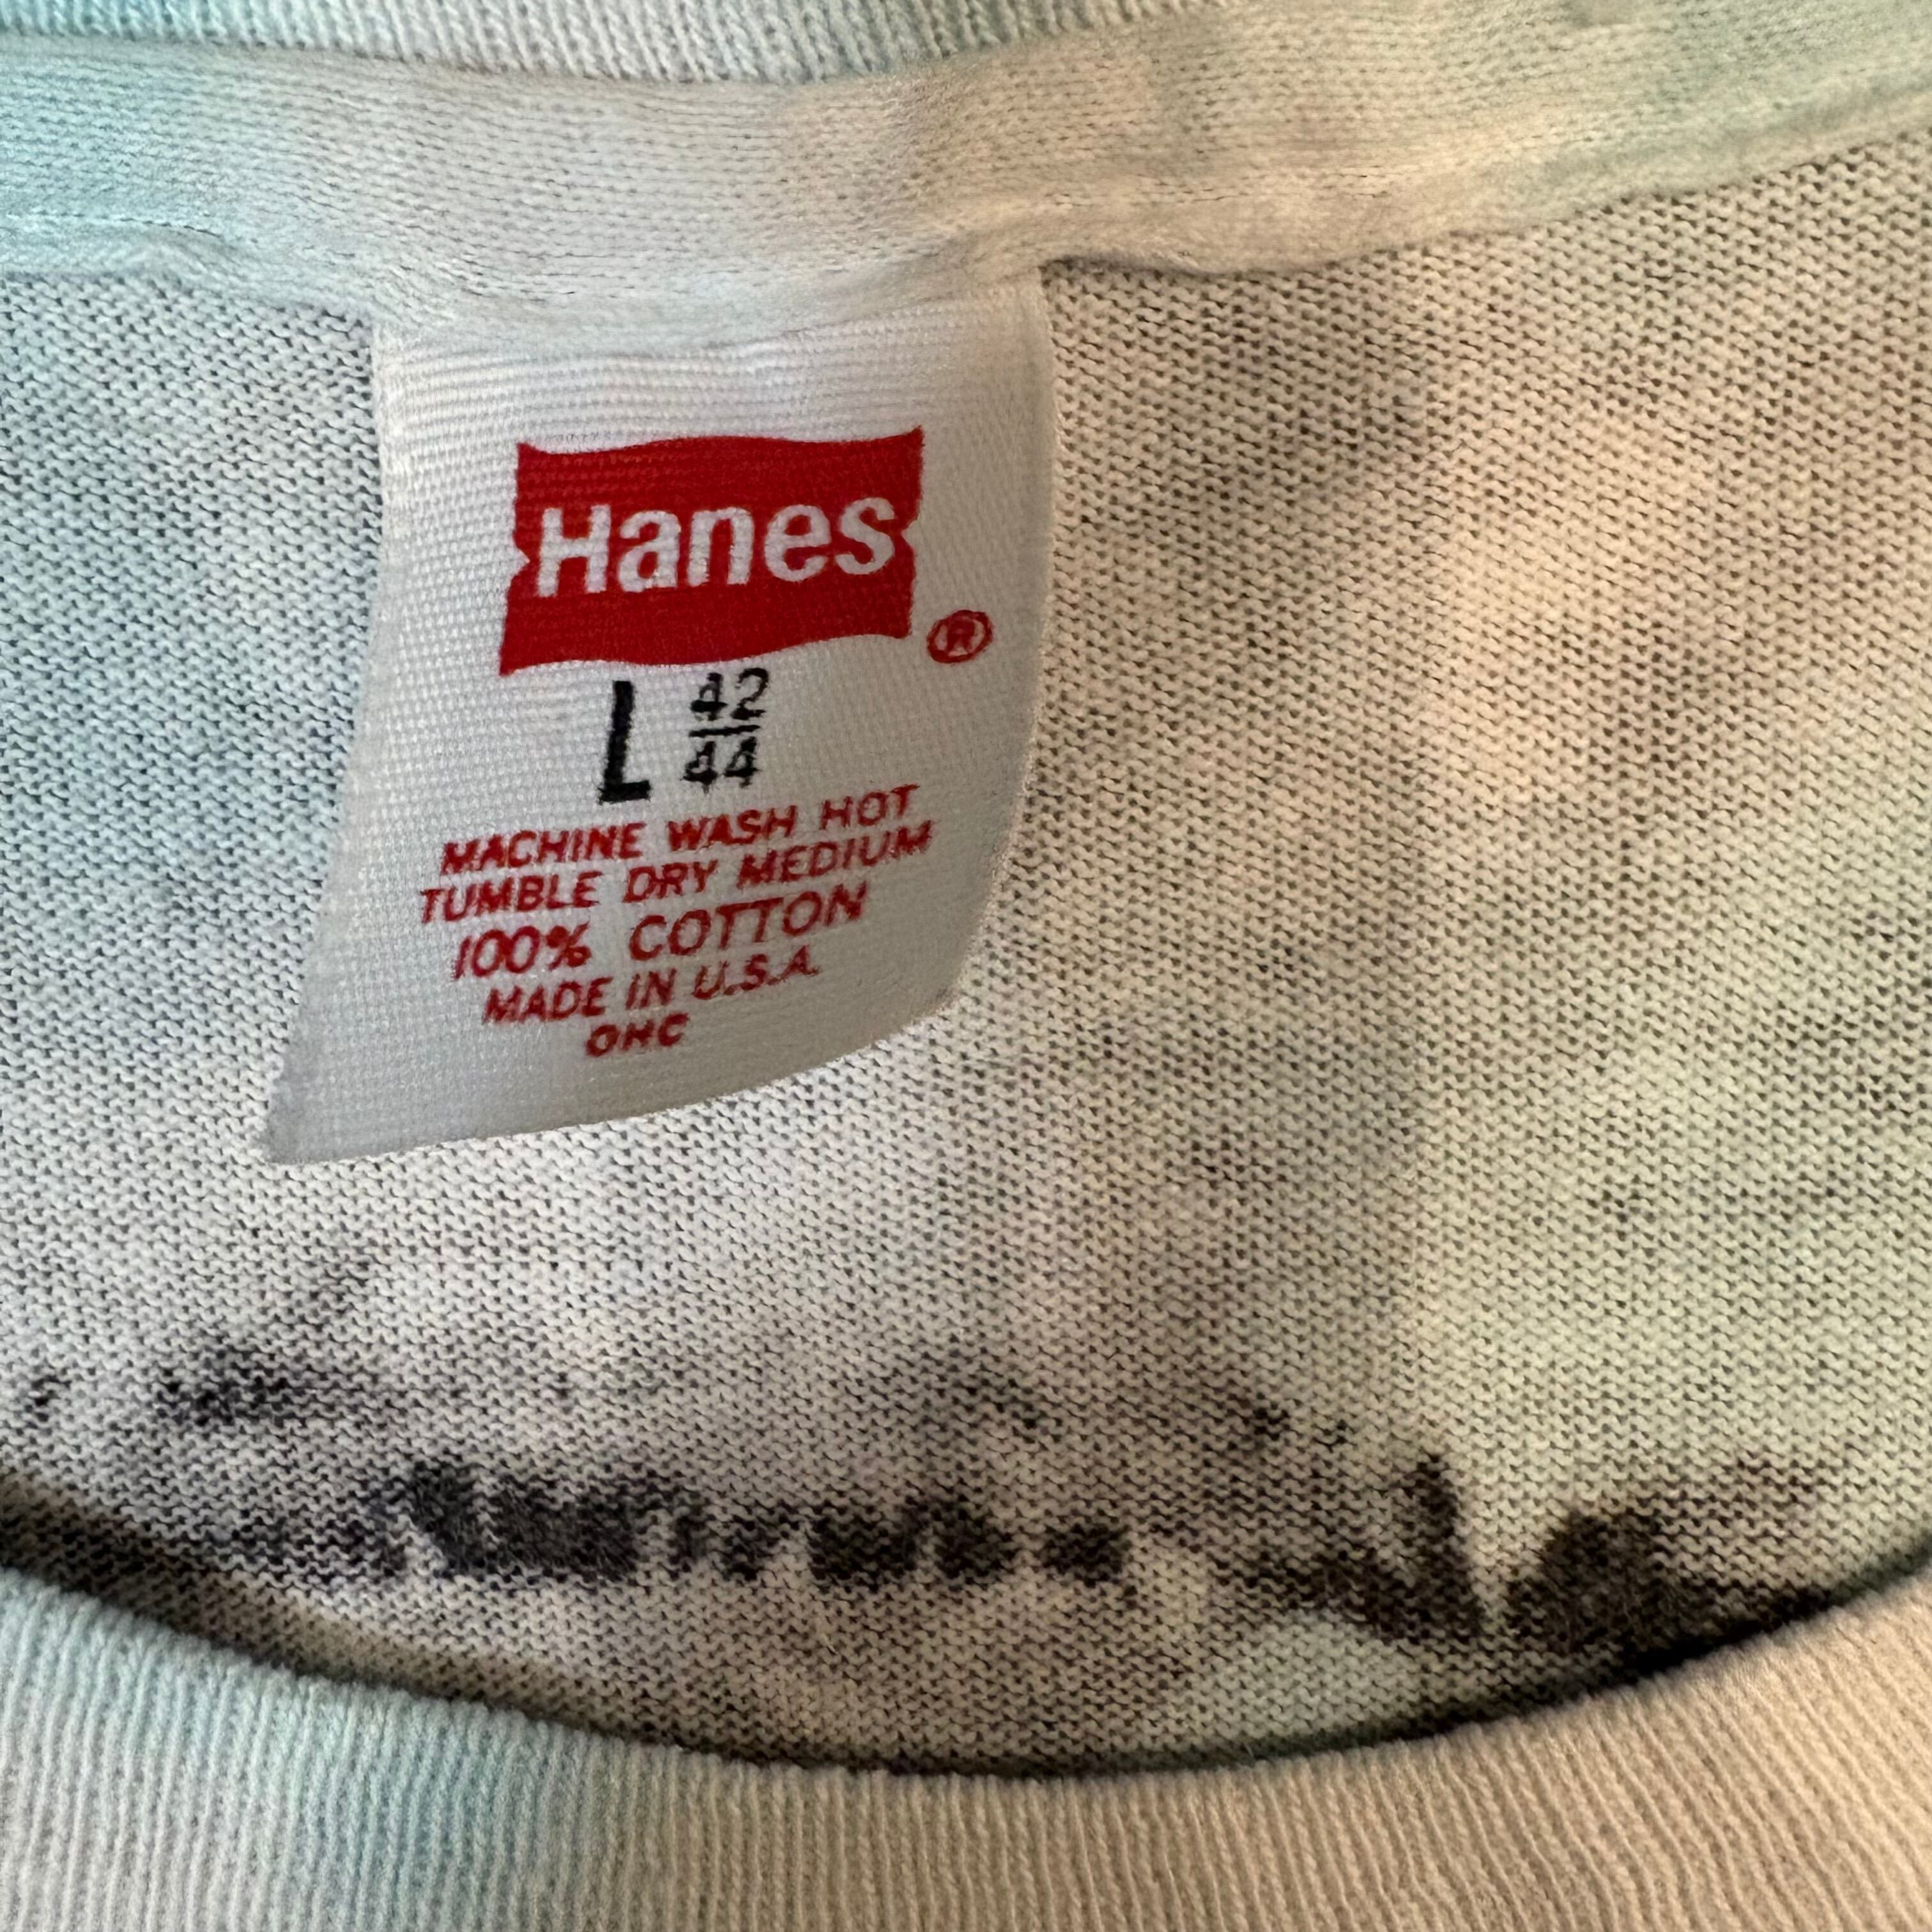 Hanes
®
L 42/44
MACHINE WASH HOT
TUMBLE DRY MEDIUM
100% COTTON
MADE IN U.S.A.
OHC